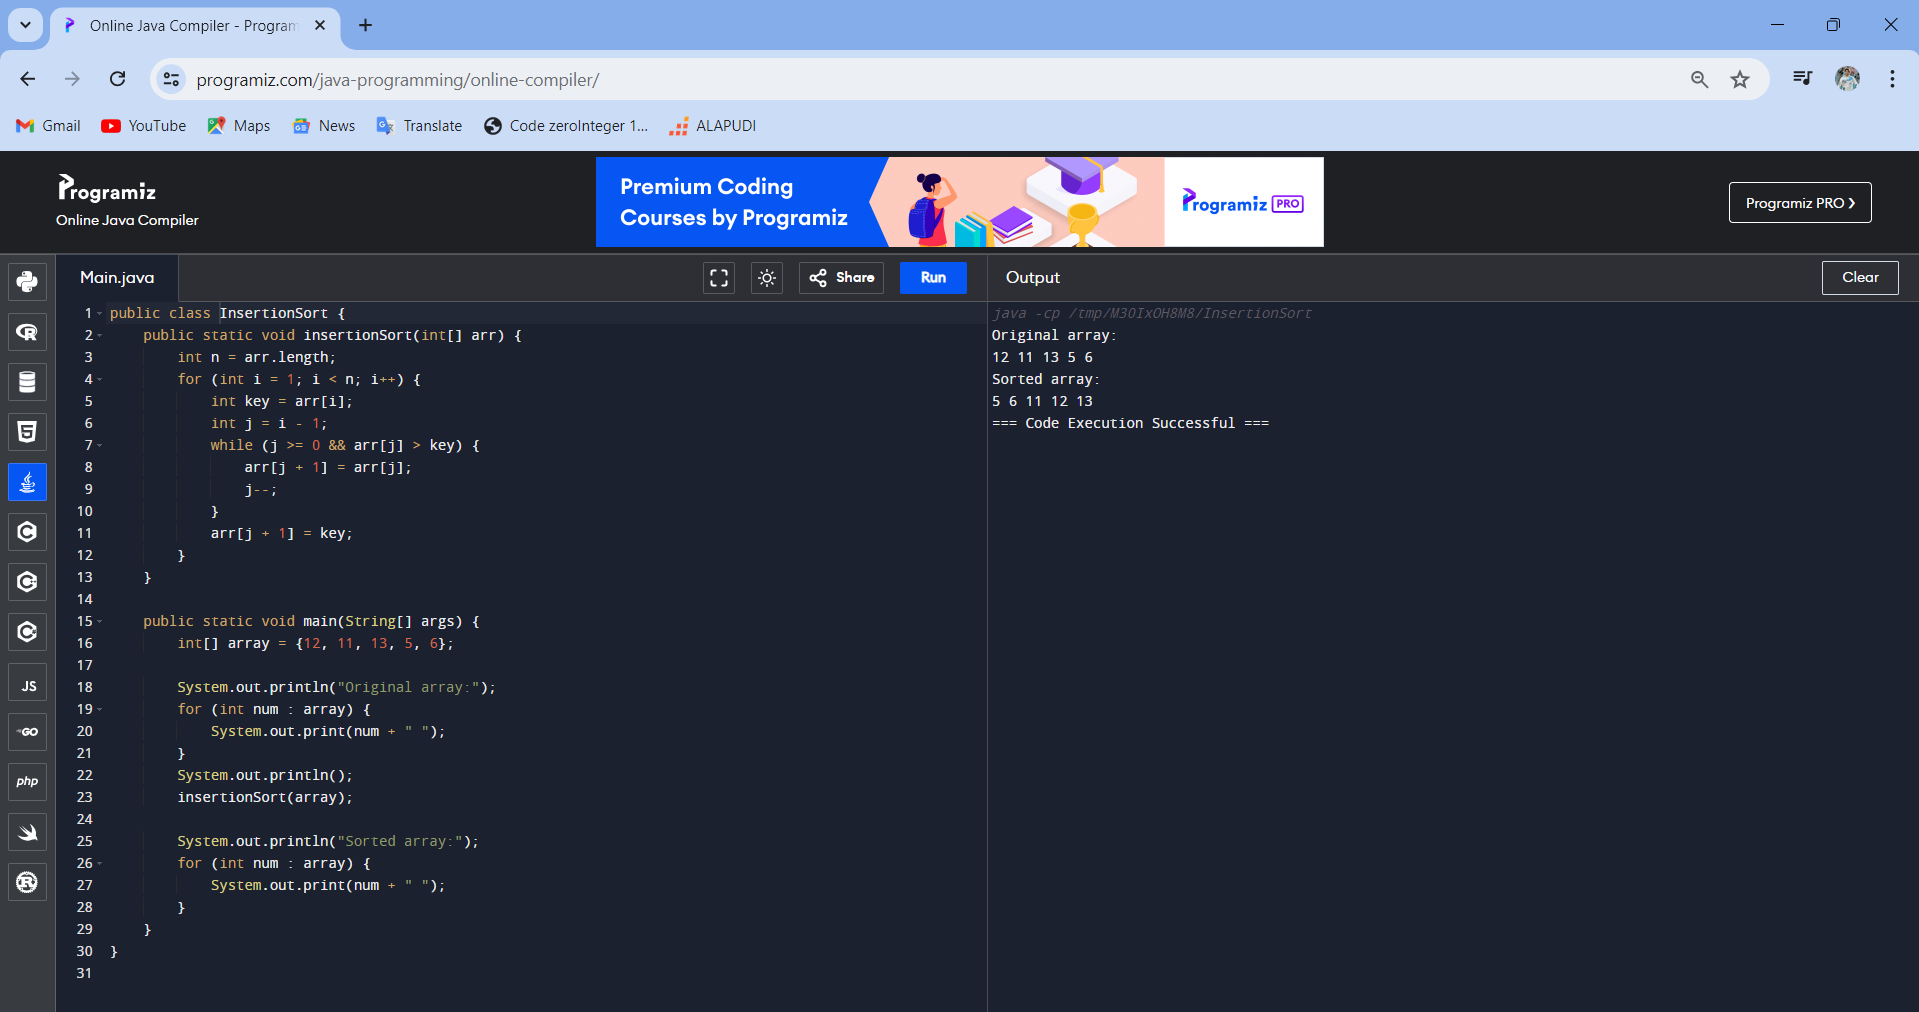 Online Java Compiler - Program
programiz.com/java-programming/online-compiler/
Gmail YouTube Maps News Translate Code zeroInteger 1... ALAPUDI
Programiz
Online Java Compiler
Premium Coding
Courses by Programiz
Programiz PRO
Programiz PRO ❯
Main.java
Share
Run
Output
Clear
JS
GO
php
1 public class InsertionSort {
2     public static void insertionSort(int[] arr) {
3         int n = arr.length;
4         for (int i = 1; i < n; i++) {
5             int key = arr[i];
6             int j = i - 1;
7             while (j >= 0 && arr[j] > key) {
8                 arr[j + 1] = arr[j];
9                 j--;
10             }
11             arr[j + 1] = key;
12         }
13     }
14
15     public static void main(String[] args) {
16         int[] array = {12, 11, 13, 5, 6};
17
18         System.out.println("Original array:");
19         for (int num : array) {
20             System.out.print(num + " ");
21         }
22         System.out.println();
23         insertionSort(array);
24
25         System.out.println("Sorted array:");
26         for (int num : array) {
27             System.out.print(num + " ");
28         }
29     }
30 }
31
java -cp /tmp/M3OIxOH8M8/InsertionSort
Original array:
12 11 13 5 6
Sorted array:
5 6 11 12 13
=== Code Execution Successful ===